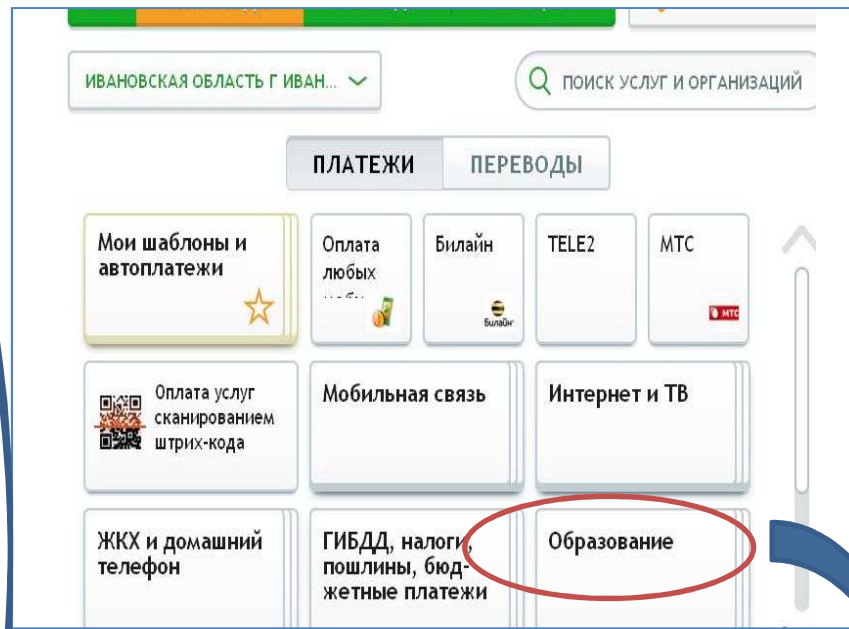 ИВАНОВСКАЯ ОБЛАСТЬ Г ИВАН...
ПОИСК УСЛУГ И ОРГАНИЗАЦИЙ
ПЛАТЕЖИ
ПЕРЕВОДЫ
Мои шаблоны и
автоплатежи
Оплата
любых
Билайн
Билайн
TELE2
МТС
МТС
Оплата услуг
сканированием
штрих-кода
Мобильная связь
Интернет и ТВ
ЖКХ и домашний
телефон
ГИБДД, налоги,
пошлины, бюд-
жетные платежи
Образование